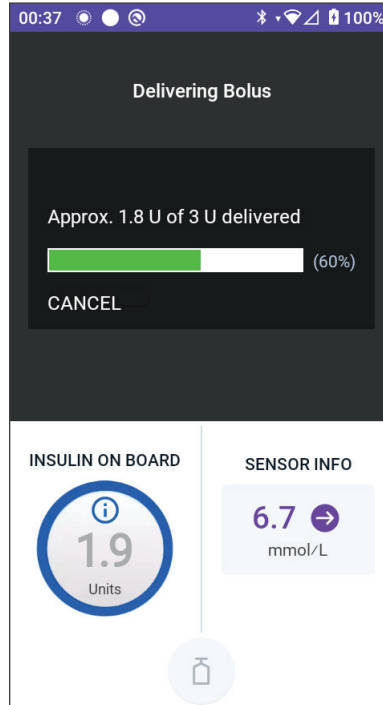 00:37 100%
Delivering Bolus
Approx. 1.8 U of 3 U delivered
(60%)
CANCEL
INSULIN ON BOARD
1.9
Units
SENSOR INFO
6.7
mmol/L